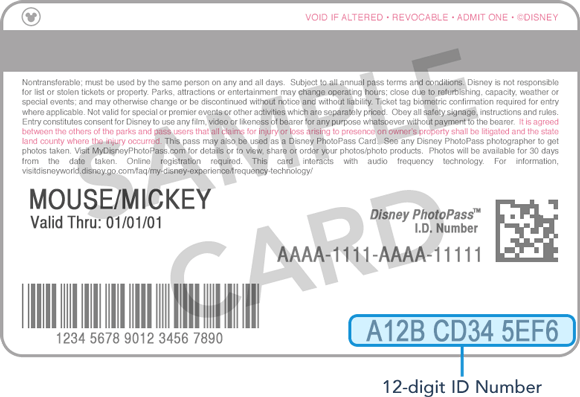 VOID IF ALTERED • REVOCABLE • ADMIT ONE • ©DISNEY
Nontransferable; must be used by the same person on any and all days. Subject to all annual pass terms and conditions. Disney is not responsible
for list or stolen tickets or property. Parks, attractions or entertainment may change operating hours; close due to refurbishing, capacity, weather or
special events; and may otherwise change or be discontinued without notice and without liability. Ticket tag biometric confirmation required for entry
where applicable. Not valid for special or premier events or other activities which are separately priced. Obey all safety signage, instructions and rules.
Entry constitutes consent for Disney to use any film, video or likeness of bearer for any purpose whatsoever without payment to the bearer. It is agreed
between the others of the parks and pass users that all claims for injury or loss arising to presence on owner's property shall be litigated and the state
land county where the injury occurred. This pass may also be used as a Disney PhotoPass Card. See any Disney PhotoPass photographer to get
photos taken. Visit MyDisneyPhotoPass.com for details or to view, share or order your photos/photo products. Photos will be available for 30 days
from the date taken. Online registration required. This card interacts with audio frequency technology. For information,
visitdisneyworld.disney.go.com/faq/my-disney-experience/frequency-technology/
SAMPLE
CARD
MOUSE/MICKEY
Valid Thru: 01/01/01
Disney PhotoPass™
I.D. Number
AAAA-1111-AAAA-11111
1234 5678 9012 3456 7890
A12B CD34 5EF6
12-digit ID Number